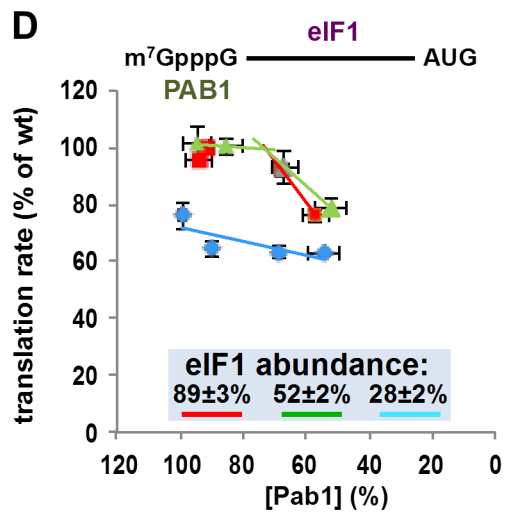 D
eIF1
m⁷GpppG
AUG
PAB1
translation rate (% of wt)
120
100
80
60
40
20
0
eIF1 abundance:
89±3% 52±2% 28±2%
120 100 80 60 40 20 0
[Pab1] (%)